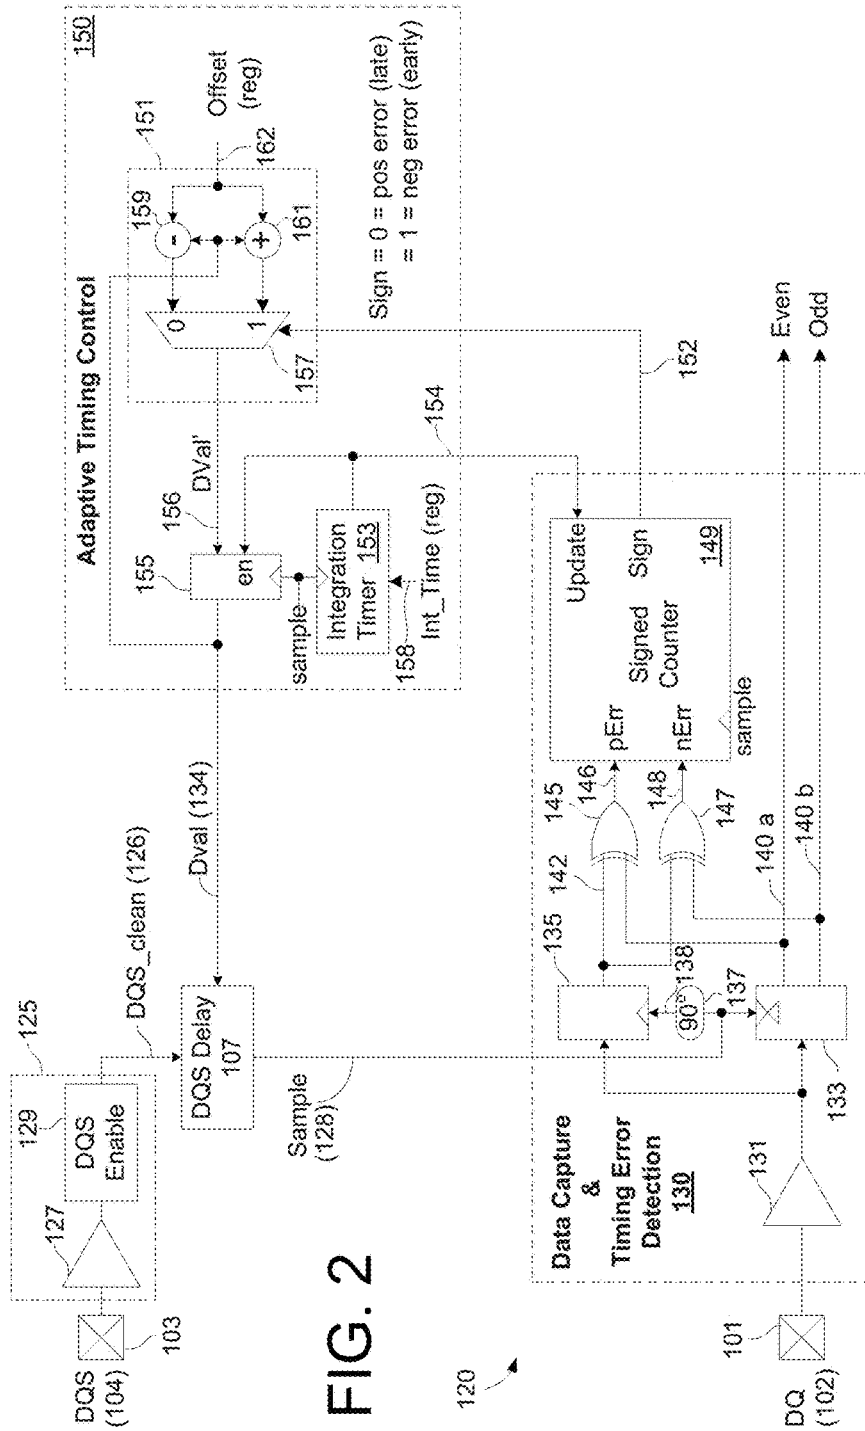 DQS
(104)
103
127
129
DQS
Enable
125
DQS_clean (126)
DQS Delay
107
Sample
(128)
Dval (134)
Adaptive Timing Control
150
155
156
DVal'
en
sample
Integration
Timer 153
158
Int_Time (reg)
154
0
1
157
-
159
+
161
151
162
Offset
(reg)
Sign = 0 = pos error (late)
= 1 = neg error (early)
152
FIG. 2
120
Data Capture
&
Timing Error
Detection
130
DQ
(102)
101
131
133
135
90°
137
138
142
145
146
147
148
140 a
140 b
pErr
nErr
Signed
Counter
Update
Sign
149
sample
Even
Odd